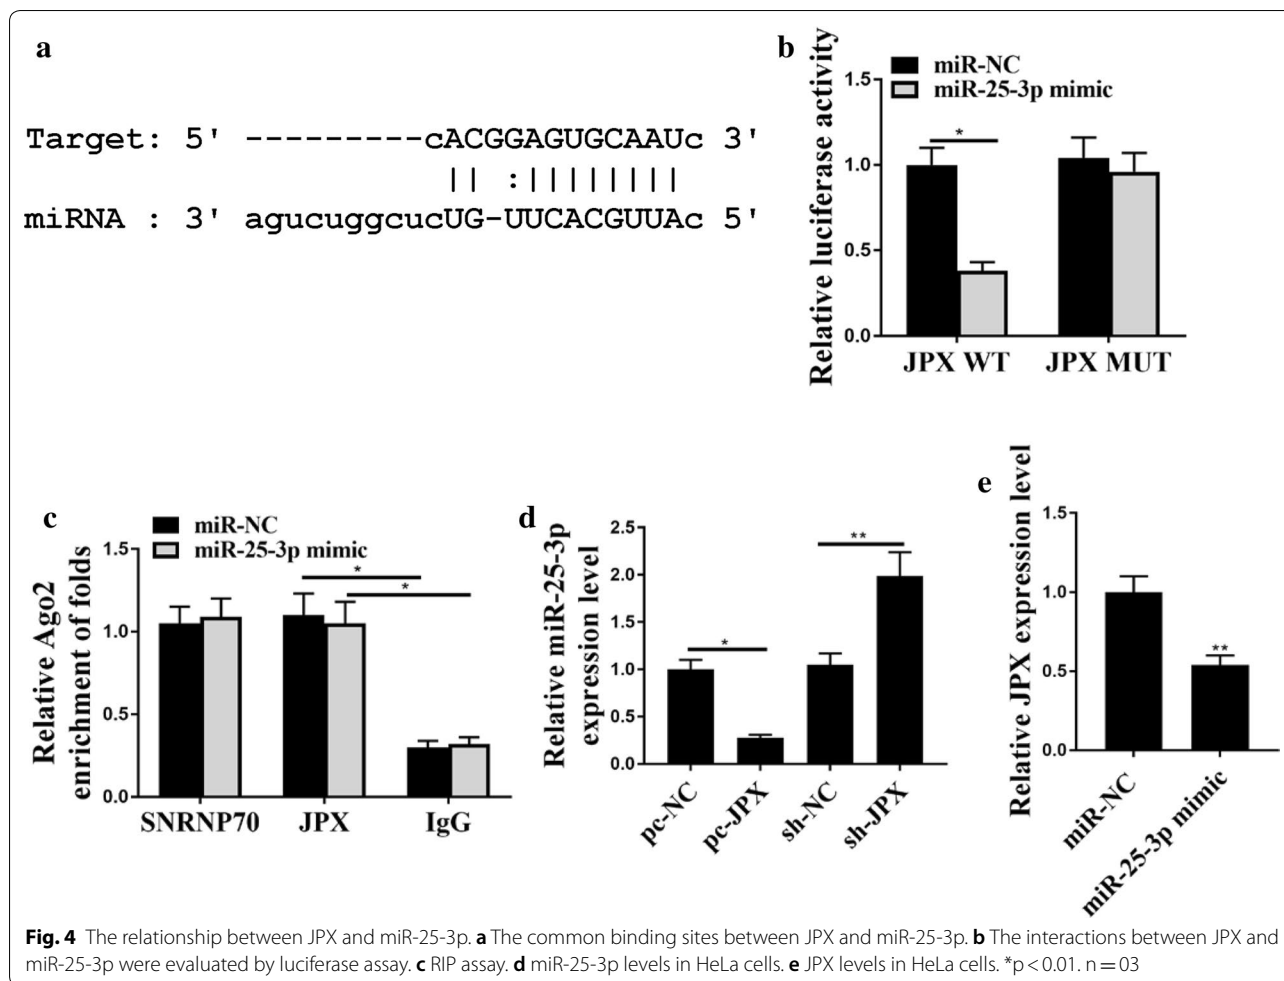 a
Target: 5' ---------cACGGAGUGCAAUc 3'
|| :||||||||
miRNA : 3' agucuggcucUG-UUCACGUUAc 5'
b
miR-NC
miR-25-3p mimic
Relative luciferase activity
1.5
1.0
0.5
0.0
*
JPX WT
JPX MUT
c
miR-NC
miR-25-3p mimic
Relative Ago2
enrichment of folds
1.5
1.0
0.5
0.0
*
*
SNRNP70
JPX
IgG
d
Relative miR-25-3p
expression level
2.5
2.0
1.5
1.0
0.5
0.0
*
**
pc-NC
pc-JPX
sh-NC
sh-JPX
e
Relative JPX expression level
1.5
1.0
0.5
0.0
**
miR-NC
miR-25-3p mimic
Fig. 4 The relationship between JPX and miR-25-3p. a The common binding sites between JPX and miR-25-3p. b The interactions between JPX and
miR-25-3p were evaluated by luciferase assay. c RIP assay. d miR-25-3p levels in HeLa cells. e JPX levels in HeLa cells. *p < 0.01. n = 03